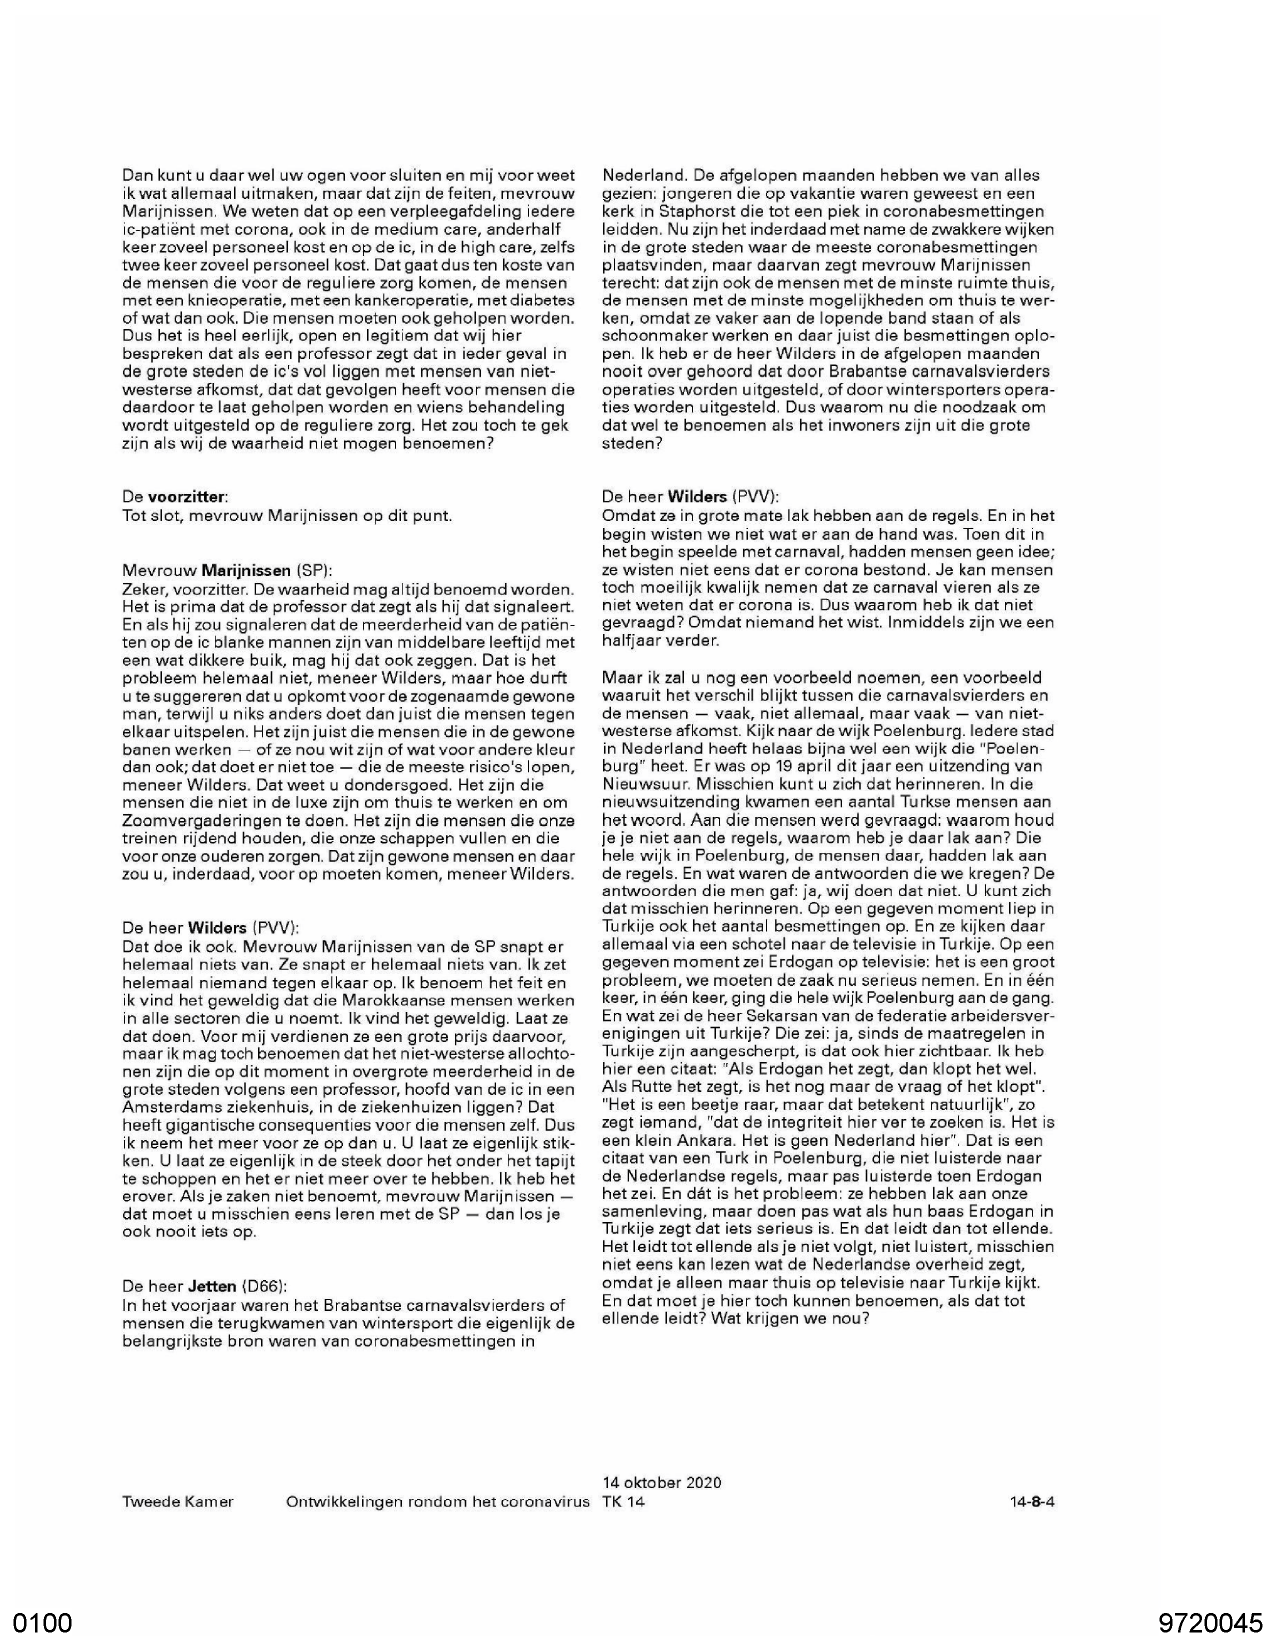 Dan kunt u daar wel uw ogen voor sluiten en mij voor weet
ik wat allemaal uitmaken, maar dat zijn de feiten, mevrouw
Marijnissen. We weten dat op een verpleegafdeling iedere
ic-patiënt met corona, ook in de medium care, anderhalf
keer zoveel personeel kost en op de ic, in de high care, zelfs
twee keer zoveel personeel kost. Dat gaat dus ten koste van
de mensen die voor de reguliere zorg komen, de mensen
met een knieoperatie, met een kankeroperatie, met diabetes
of wat dan ook. Die mensen moeten ook geholpen worden.
Dus het is heel eerlijk, open en legitiem dat wij hier
bespreken dat als een professor zegt dat in ieder geval in
de grote steden de ic's vol liggen met mensen van niet-
westerse afkomst, dat dat gevolgen heeft voor mensen die
daardoor te laat geholpen worden en wiens behandeling
wordt uitgesteld op de reguliere zorg. Het zou toch te gek
zijn als wij de waarheid niet mogen benoemen?
De voorzitter:
Tot slot, mevrouw Marijnissen op dit punt.
Mevrouw Marijnissen (SP):
Zeker, voorzitter. De waarheid mag altijd benoemd worden.
Het is prima dat de professor dat zegt als hij dat signaleert.
En als hij zou signaleren dat de meerderheid van de patiën-
ten op de ic blanke mannen zijn van middelbare leeftijd met
een wat dikkere buik, mag hij dat ook zeggen. Dat is het
probleem helemaal niet, meneer Wilders, maar hoe durft
u te suggereren dat u opkomt voor de zogenaamde gewone
man, terwijl u niks anders doet dan juist die mensen tegen
elkaar uitspelen. Het zijn juist die mensen die in de gewone
banen werken — of ze nou wit zijn of wat voor andere kleur
dan ook; dat doet er niet toe — die de meeste risico's lopen,
meneer Wilders. Dat weet u dondersgoed. Het zijn die
mensen die niet in de luxe zijn om thuis te werken en om
Zoomvergaderingen te doen. Het zijn die mensen die onze
treinen rijdend houden, die onze schappen vullen en die
voor onze ouderen zorgen. Dat zijn gewone mensen en daar
zou u, inderdaad, voor op moeten komen, meneer Wilders.
De heer Wilders (PVV):
Dat doe ik ook. Mevrouw Marijnissen van de SP snapt er
helemaal niets van. Ze snapt er helemaal niets van. Ik zet
helemaal niemand tegen elkaar op. Ik benoem het feit en
ik vind het geweldig dat die Marokkaanse mensen werken
in alle sectoren die u noemt. Ik vind het geweldig. Laat ze
dat doen. Voor mij verdienen ze een grote prijs daarvoor,
maar ik mag toch benoemen dat het niet-westerse allochto-
nen zijn die op dit moment in overgrote meerderheid in de
grote steden volgens een professor, hoofd van de ic in een
Amsterdams ziekenhuis, in de ziekenhuizen liggen? Dat
heeft gigantische consequenties voor die mensen zelf. Dus
ik neem het meer voor ze op dan u. U laat ze eigenlijk stik-
ken. U laat ze eigenlijk in de steek door het onder het tapijt
te schoppen en het er niet meer over te hebben. Ik heb het
erover. Als je zaken niet benoemt, mevrouw Marijnissen —
dat moet u misschien eens leren met de SP — dan los je
ook nooit iets op.
De heer Jetten (D66):
In het voorjaar waren het Brabantse carnavalsvierders of
mensen die terugkwamen van wintersport die eigenlijk de
belangrijkste bron waren van coronabesmettingen in
Nederland. De afgelopen maanden hebben we van alles
gezien: jongeren die op vakantie waren geweest en een
kerk in Staphorst die tot een piek in coronabesmettingen
leidden. Nu zijn het inderdaad met name de zwakkere wijken
in de grote steden waar de meeste coronabesmettingen
plaatsvinden, maar daarvan zegt mevrouw Marijnissen
terecht: dat zijn ook de mensen met de minste ruimte thuis,
de mensen met de minste mogelijkheden om thuis te wer-
ken, omdat ze vaker aan de lopende band staan of als
schoonmaker werken en daar juist die besmettingen oplo-
pen. Ik heb er de heer Wilders in de afgelopen maanden
nooit over gehoord dat door Brabantse carnavalsvierders
operaties worden uitgesteld, of door wintersporters opera-
ties worden uitgesteld. Dus waarom nu die noodzaak om
dat wel te benoemen als het inwoners zijn uit die grote
steden?
De heer Wilders (PVV):
Omdat ze in grote mate lak hebben aan de regels. En in het
begin wisten we niet wat er aan de hand was. Toen dit in
het begin speelde met carnaval, hadden mensen geen idee;
ze wisten niet eens dat er corona bestond. Je kan mensen
toch moeilijk kwalijk nemen dat ze carnaval vieren als ze
niet weten dat er corona is. Dus waarom heb ik dat niet
gevraagd? Omdat niemand het wist. Inmiddels zijn we een
halfjaar verder.
Maar ik zal u nog een voorbeeld noemen, een voorbeeld
waaruit het verschil blijkt tussen die carnavalsvierders en
de mensen — vaak, niet allemaal, maar vaak — van niet-
westerse afkomst. Kijk naar de wijk Poelenburg. Iedere stad
in Nederland heeft helaas bijna wel een wijk die "Poelen-
burg" heet. Er was op 19 april dit jaar een uitzending van
Nieuwsuur. Misschien kunt u zich dat herinneren. In die
nieuwsuitzending kwamen een aantal Turkse mensen aan
het woord. Aan die mensen werd gevraagd: waarom houd
je je niet aan de regels, waarom heb je daar lak aan? Die
hele wijk in Poelenburg, de mensen daar, hadden lak aan
de regels. En wat waren de antwoorden die we kregen? De
antwoorden die men gaf: ja, wij doen dat niet. U kunt zich
dat misschien herinneren. Op een gegeven moment liep in
Turkije ook het aantal besmettingen op. En ze kijken daar
allemaal via een schotel naar de televisie in Turkije. Op een
gegeven moment zei Erdogan op televisie: het is een groot
probleem, we moeten de zaak nu serieus nemen. En in één
keer, in één keer, ging die hele wijk Poelenburg aan de gang.
En wat zei de heer Sekarsan van de federatie arbeidersver-
enigingen uit Turkije? Die zei: ja, sinds de maatregelen in
Turkije zijn aangescherpt, is dat ook hier zichtbaar. Ik heb
hier een citaat: "Als Erdogan het zegt, dan klopt het wel.
Als Rutte het zegt, is het nog maar de vraag of het klopt".
"Het is een beetje raar, maar dat betekent natuurlijk", zo
zegt iemand, "dat de integriteit hier ver te zoeken is. Het is
een klein Ankara. Het is geen Nederland hier". Dat is een
citaat van een Turk in Poelenburg, die niet luisterde naar
de Nederlandse regels, maar pas luisterde toen Erdogan
het zei. En dát is het probleem: ze hebben lak aan onze
samenleving, maar doen pas wat als hun baas Erdogan in
Turkije zegt dat iets serieus is. En dat leidt dan tot ellende.
Het leidt tot ellende als je niet volgt, niet luistert, misschien
niet eens kan lezen wat de Nederlandse overheid zegt,
omdat je alleen maar thuis op televisie naar Turkije kijkt.
En dat moet je hier toch kunnen benoemen, als dat tot
ellende leidt? Wat krijgen we nou?
14 oktober 2020
Tweede Kamer Ontwikkelingen rondom het coronavirus TK 14 14-8-4
0100 9720045